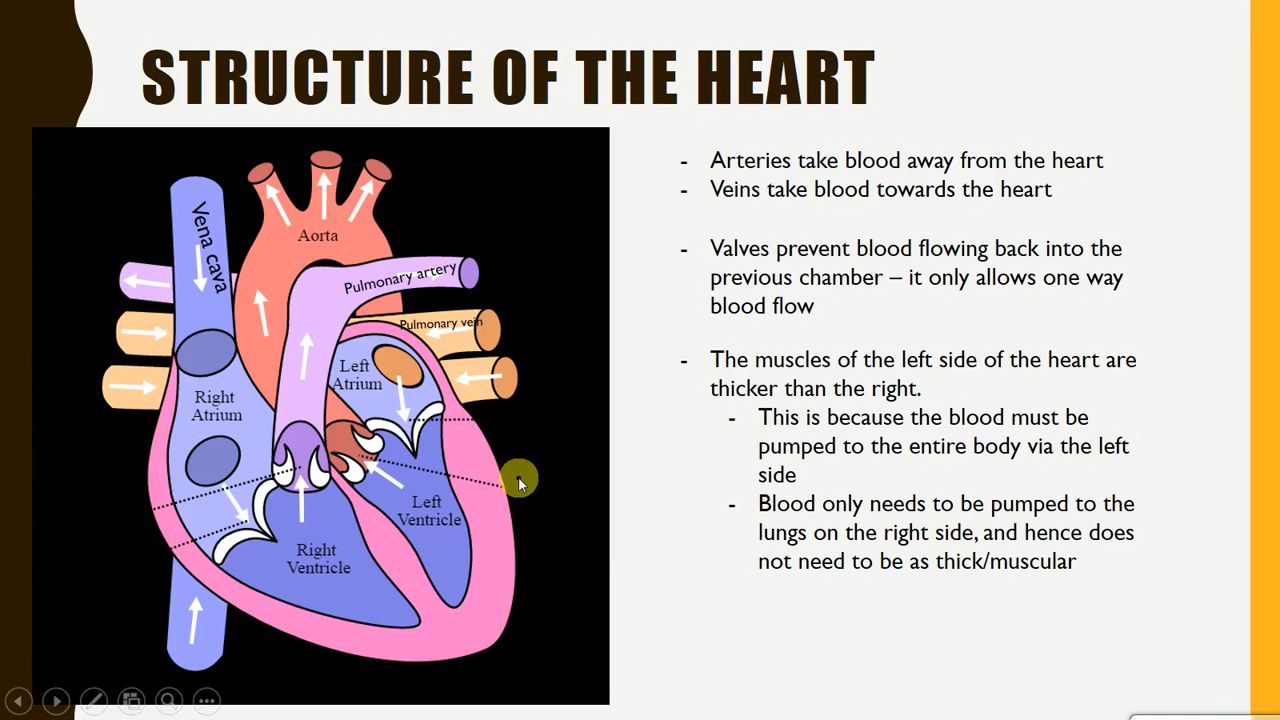 STRUCTURE OF THE HEART
Vena cava
Aorta
Pulmonary artery
Pulmonary vein
Left
Atrium
Right
Atrium
Left
Ventricle
Right
Ventricle
- Arteries take blood away from the heart
- Veins take blood towards the heart
- Valves prevent blood flowing back into the
previous chamber – it only allows one way
blood flow
- The muscles of the left side of the heart are
thicker than the right.
- This is because the blood must be
pumped to the entire body via the left
side
- Blood only needs to be pumped to the
lungs on the right side, and hence does
not need to be as thick/muscular